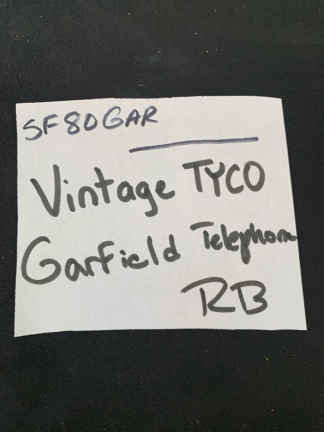 SF80GAR
Vintage TYCO
Garfield Telephone
RB